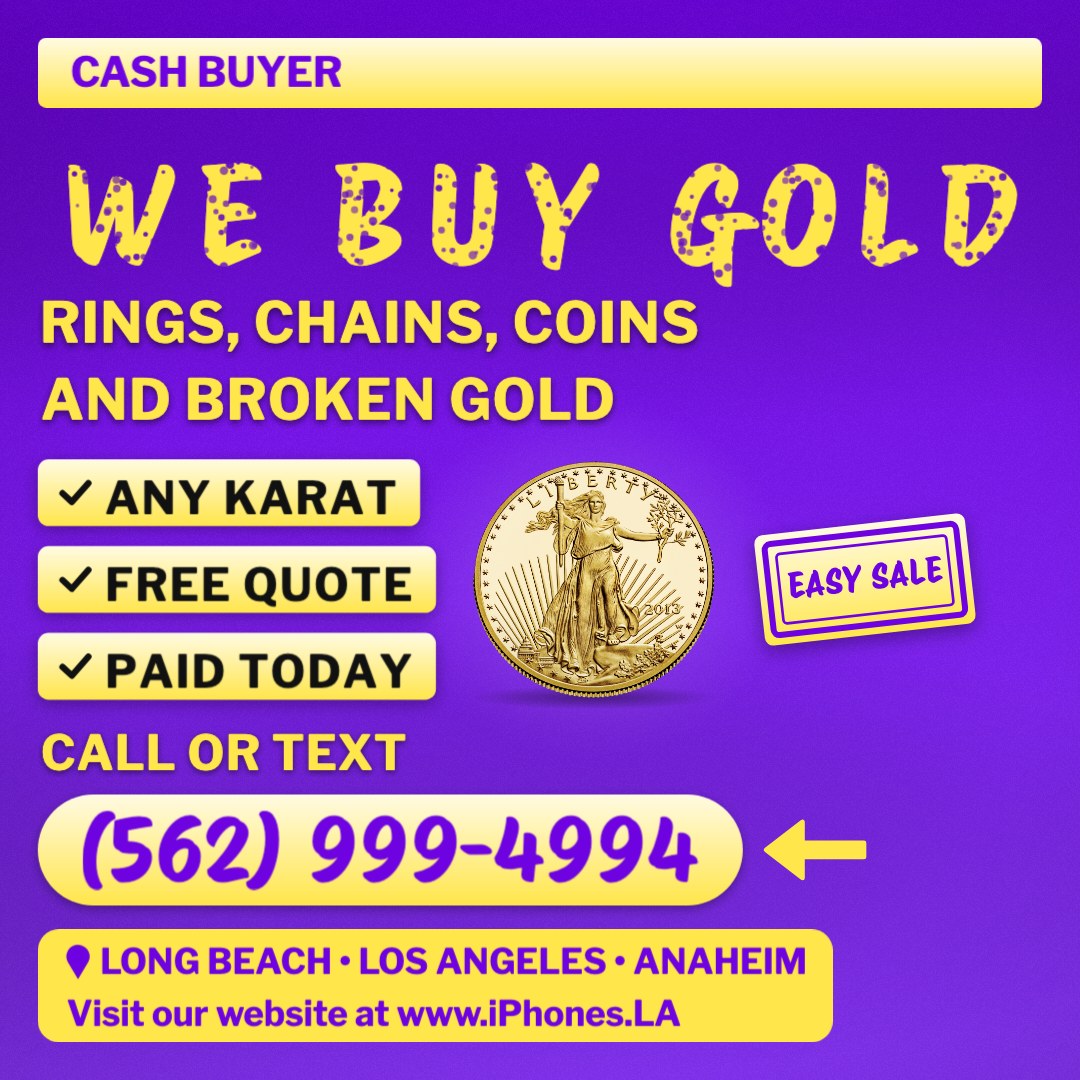 CASH BUYER
WE BUY GOLD
RINGS, CHAINS, COINS
AND BROKEN GOLD
✓ ANY KARAT
✓ FREE QUOTE
✓ PAID TODAY
LIBERTY
2013
EASY SALE
CALL OR TEXT
(562) 999-4994
LONG BEACH • LOS ANGELES • ANAHEIM
Visit our website at www.iPhones.LA